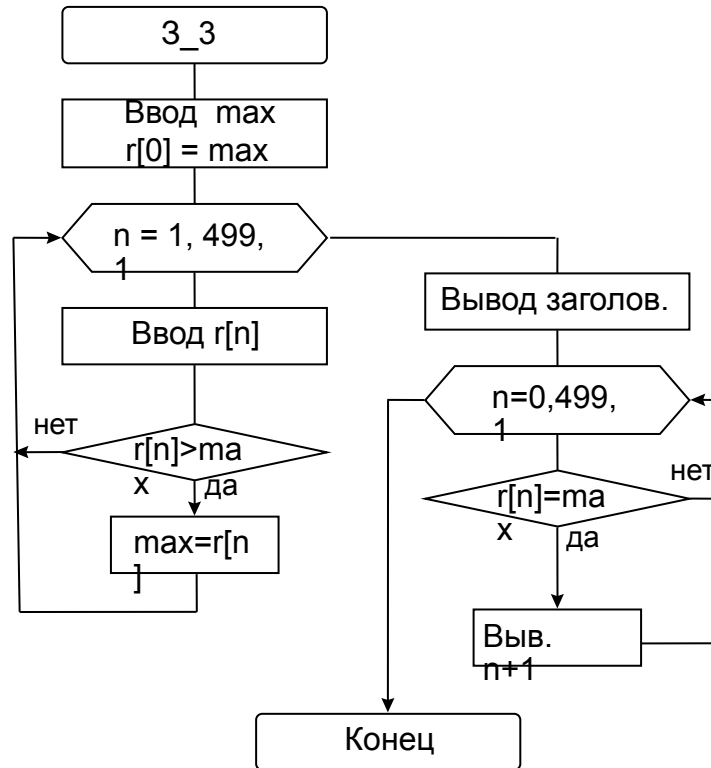 З_3
Ввод max
r[0] = max
n = 1, 499,
1
Ввод r[n]
нет
r[n]>ma
x
да
max=r[n
]
Вывод заголов.
n=0,499,
1
нет
r[n]=ma
x
да
Выв.
n+1
Конец